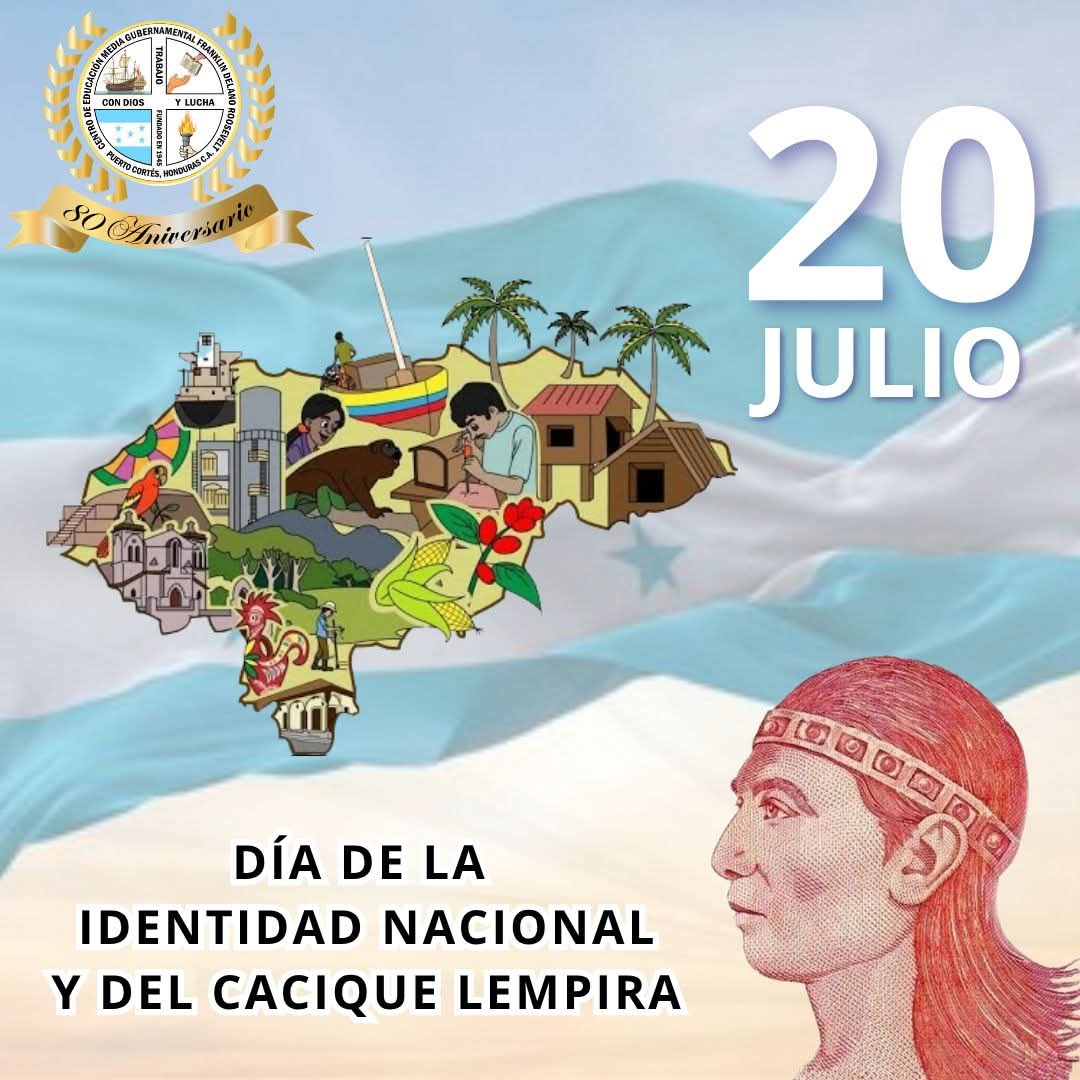 CENTRO DE EDUCACIÓN MEDIA GUBERNAMENTAL FRANKLIN DELANO ROOSEVELT
TRABAJO
CON DIOS
Y LUCHA
FUNDADO EN 1945
PUERTO CORTÉS, HONDURAS C.A.
80 Aniversario
20
JULIO
DÍA DE LA
IDENTIDAD NACIONAL
Y DEL CACIQUE LEMPIRA